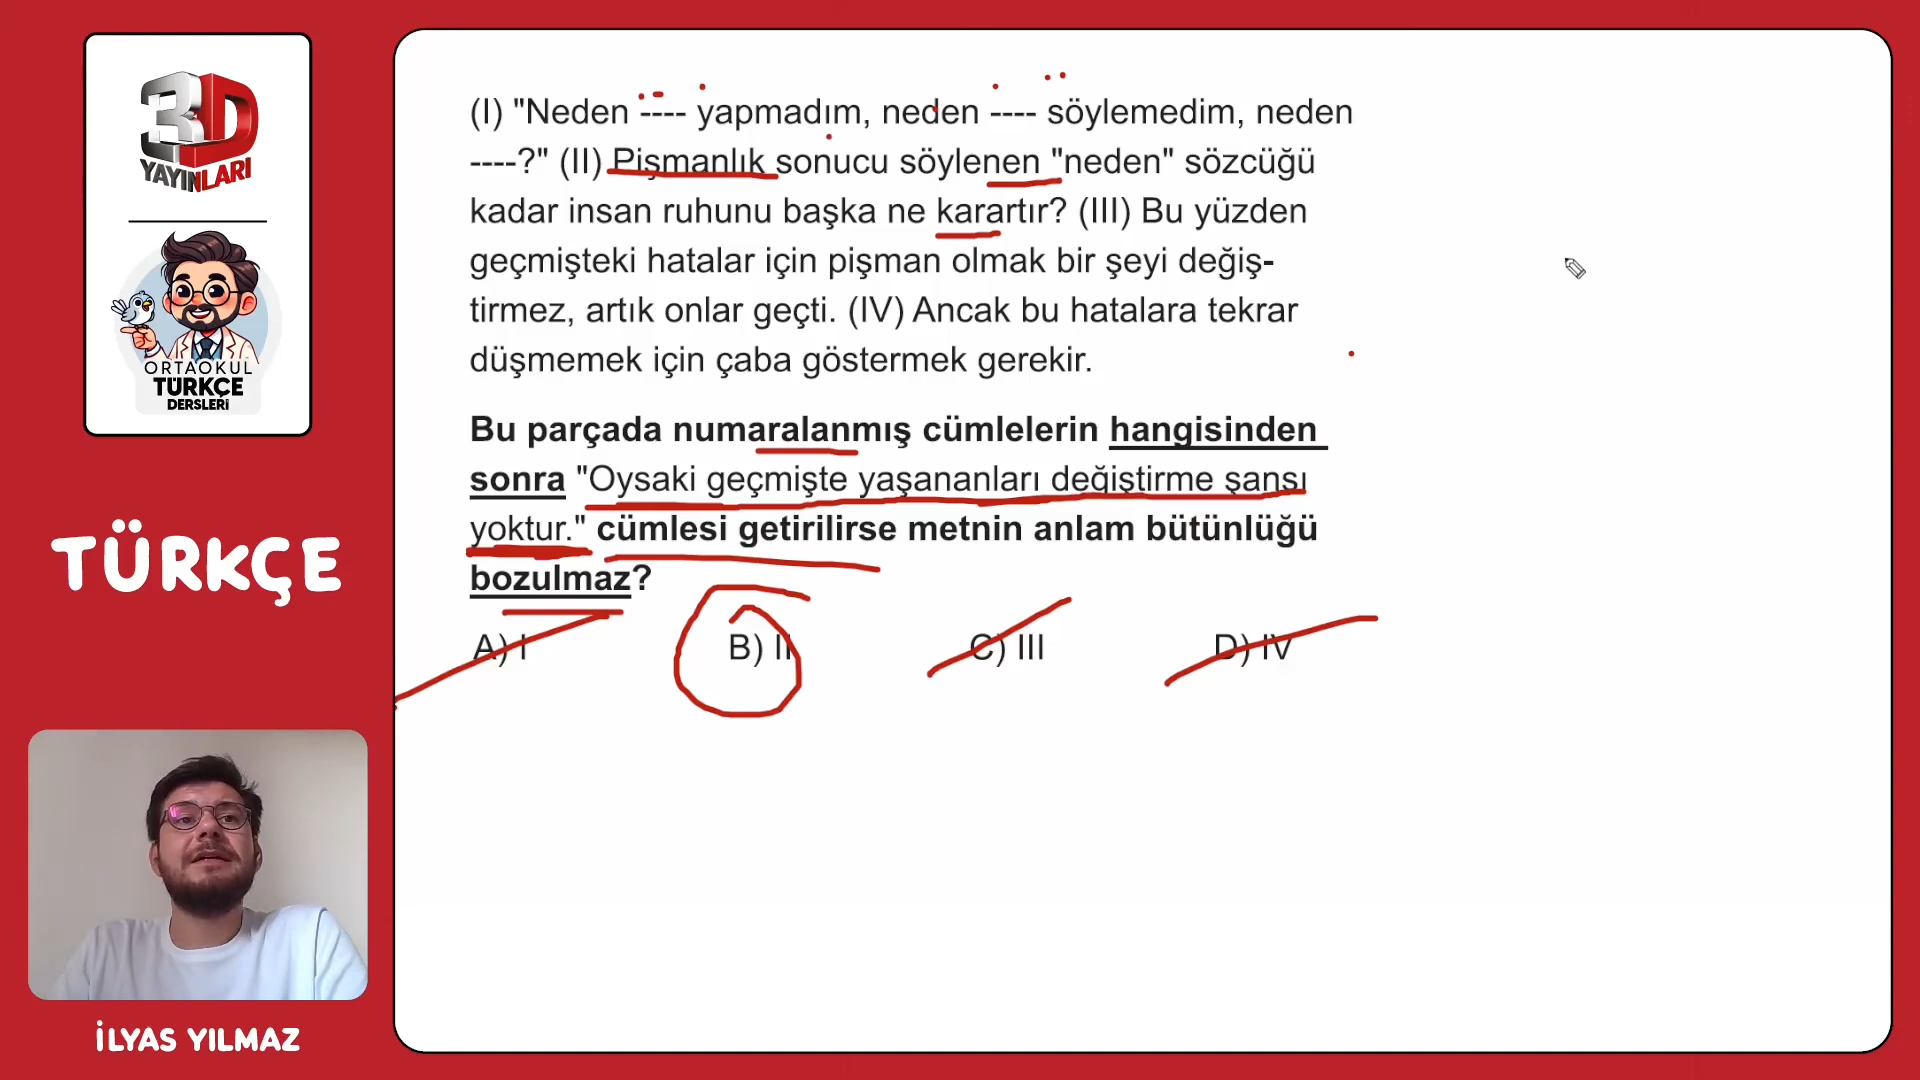 3D
YAYINLARI
ORTAOKUL
TÜRKÇE
DERSLERİ
TÜRKÇE
İLYAS YILMAZ
(I) "Neden ---- yapmadım, neden ---- söylemedim, neden
----?" (II) Pişmanlık sonucu söylenen "neden" sözcüğü
kadar insan ruhunu başka ne karartır? (III) Bu yüzden
geçmişteki hatalar için pişman olmak bir şeyi değiş-
tirmez, artık onlar geçti. (IV) Ancak bu hatalara tekrar
düşmemek için çaba göstermek gerekir.
Bu parçada numaralanmış cümlelerin hangisinden
sonra "Oysaki geçmişte yaşananları değiştirme şansı
yoktur." cümlesi getirilirse metnin anlam bütünlüğü
bozulmaz?
A) I B) II C) III D) IV